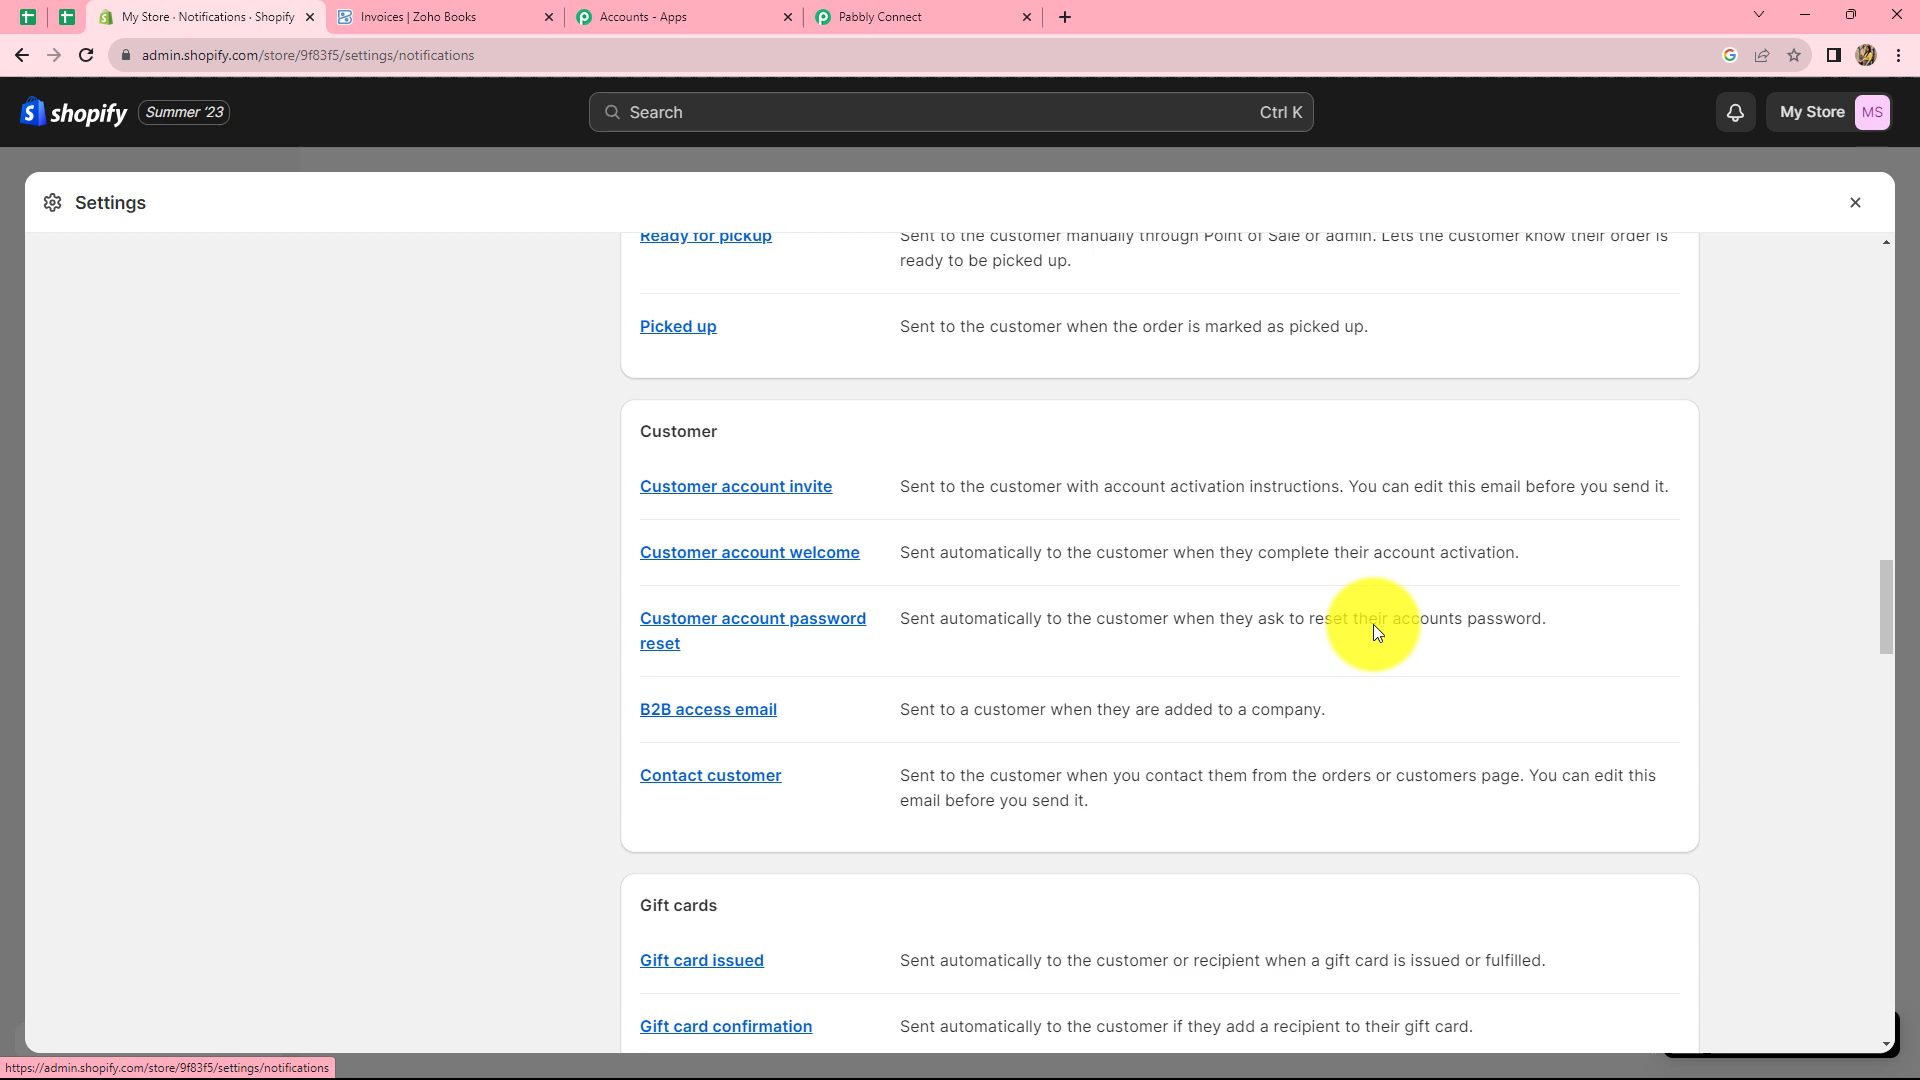 My Store · Notifications · Shopify
Invoices | Zoho Books
Accounts - Apps
Pabbly Connect
admin.shopify.com/store/9f83f5/settings/notifications
shopify
Summer '23
Search
Ctrl K
My Store
MS
Settings
Ready for pickup
Sent to the customer manually through Point of Sale or admin. Lets the customer know their order is
ready to be picked up.
Picked up
Sent to the customer when the order is marked as picked up.
Customer
Customer account invite
Sent to the customer with account activation instructions. You can edit this email before you send it.
Customer account welcome
Sent automatically to the customer when they complete their account activation.
Customer account password
reset
Sent automatically to the customer when they ask to reset their accounts password.
B2B access email
Sent to a customer when they are added to a company.
Contact customer
Sent to the customer when you contact them from the orders or customers page. You can edit this
email before you send it.
Gift cards
Gift card issued
Sent automatically to the customer or recipient when a gift card is issued or fulfilled.
Gift card confirmation
Sent automatically to the customer if they add a recipient to their gift card.
https://admin.shopify.com/store/9f83f5/settings/notifications